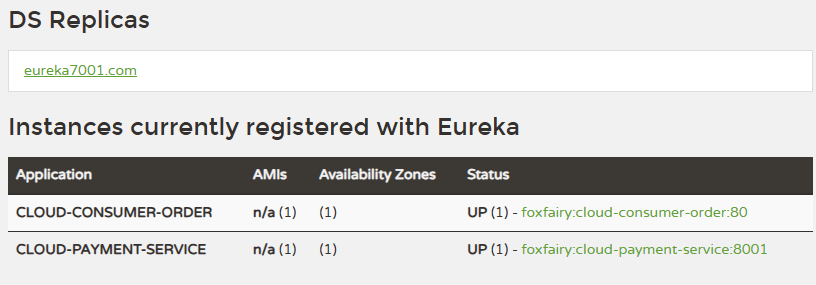 DS Replicas
eureka7001.com
Instances currently registered with Eureka
Application AMIs Availability Zones Status
CLOUD-CONSUMER-ORDER n/a (1) (1) UP (1) - foxfairy:cloud-consumer-order:80
CLOUD-PAYMENT-SERVICE n/a (1) (1) UP (1) - foxfairy:cloud-payment-service:8001